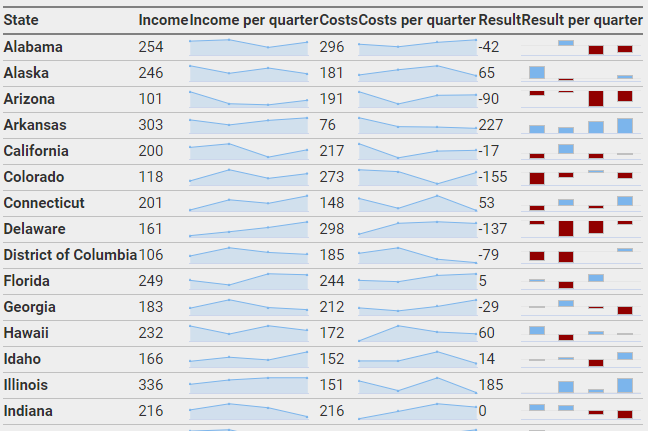 State Income Income per quarter Costs Costs per quarter Result Result per quarter
Alabama 254 296 -42
Alaska 246 181 65
Arizona 101 191 -90
Arkansas 303 76 227
California 200 217 -17
Colorado 118 273 -155
Connecticut 201 148 53
Delaware 161 298 -137
District of Columbia 106 185 -79
Florida 249 244 5
Georgia 183 212 -29
Hawaii 232 172 60
Idaho 166 152 14
Illinois 336 151 185
Indiana 216 216 0